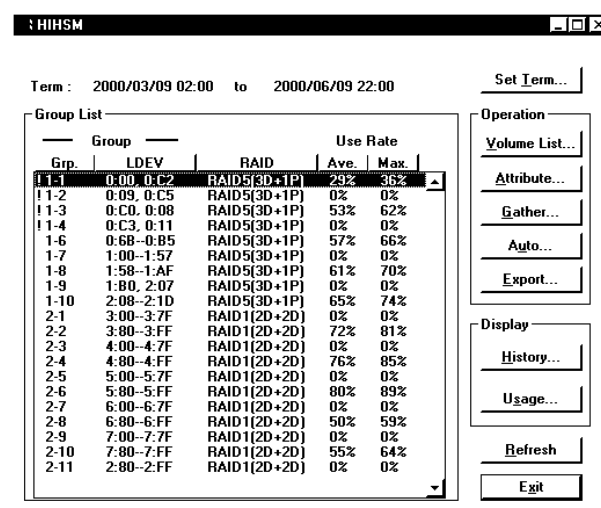 HIHSM
Term : 2000/03/09 02:00 to 2000/06/09 22:00
Set Term...
Group List
Group Use Rate
Grp. LDEV RAID Ave. Max.
! 1-1 0:00, 0:C2 RAID5(3D+1P) 29% 36%
! 1-2 0:09, 0:C5 RAID5(3D+1P) 0% 0%
! 1-3 0:C0, 0:08 RAID5(3D+1P) 53% 62%
! 1-4 0:C3, 0:11 RAID5(3D+1P) 0% 0%
1-6 0:6B--0:B5 RAID5(3D+1P) 57% 66%
1-7 1:00--1:57 RAID5(3D+1P) 0% 0%
1-8 1:58--1:AF RAID5(3D+1P) 61% 70%
1-9 1:B0, 2:07 RAID5(3D+1P) 0% 0%
1-10 2:08--2:1D RAID5(3D+1P) 65% 74%
2-1 3:00--3:7F RAID1(2D+2D) 0% 0%
2-2 3:80--3:FF RAID1(2D+2D) 72% 81%
2-3 4:00--4:7F RAID1(2D+2D) 0% 0%
2-4 4:80--4:FF RAID1(2D+2D) 76% 85%
2-5 5:00--5:7F RAID1(2D+2D) 0% 0%
2-6 5:80--5:FF RAID1(2D+2D) 80% 89%
2-7 6:00--6:7F RAID1(2D+2D) 0% 0%
2-8 6:80--6:FF RAID1(2D+2D) 50% 59%
2-9 7:00--7:7F RAID1(2D+2D) 0% 0%
2-10 7:80--7:FF RAID1(2D+2D) 55% 64%
2-11 2:80--2:FF RAID1(2D+2D) 0% 0%
Operation
Volume List...
Attribute...
Gather...
Auto...
Export...
Display
History...
Usage...
Refresh
Exit